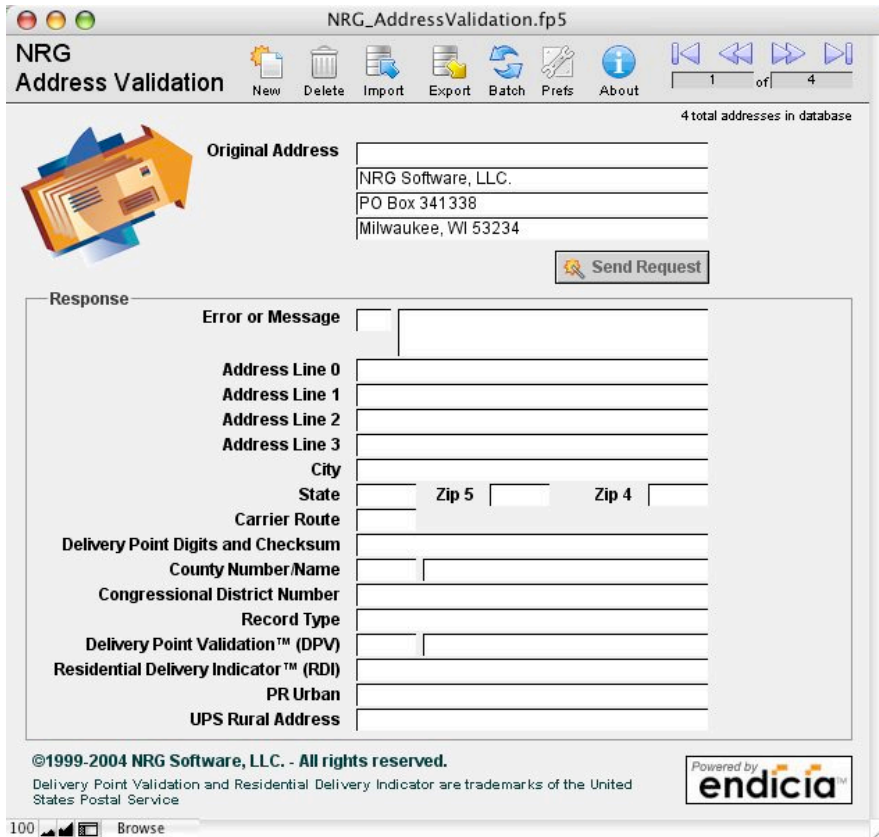 NRG_AddressValidation.fp5
NRG
Address Validation
New
Delete
Import
Export
Batch
Prefs
About
1 of 4
4 total addresses in database
Original Address
NRG Software, LLC.
PO Box 341338
Milwaukee, WI 53234
Send Request
Response
Error or Message
Address Line 0
Address Line 1
Address Line 2
Address Line 3
City
State Zip 5 Zip 4
Carrier Route
Delivery Point Digits and Checksum
County Number/Name
Congressional District Number
Record Type
Delivery Point Validation™ (DPV)
Residential Delivery Indicator™ (RDI)
PR Urban
UPS Rural Address
©1999-2004 NRG Software, LLC. - All rights reserved.
Delivery Point Validation and Residential Delivery Indicator are trademarks of the United
States Postal Service
Powered by
endicia™
100 Browse